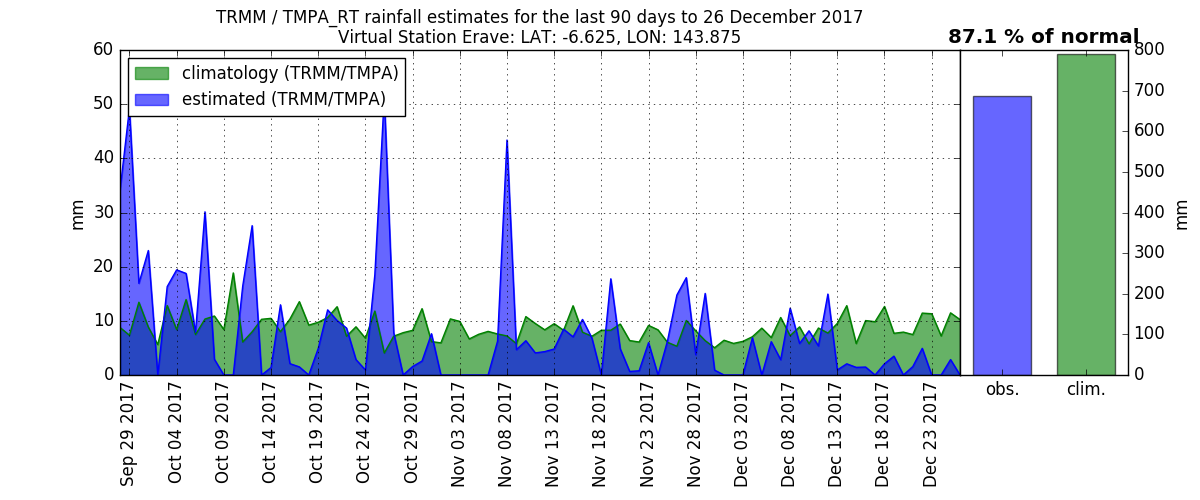 TRMM / TMPA_RT rainfall estimates for the last 90 days to 26 December 2017
Virtual Station Erave: LAT: -6.625, LON: 143.875
87.1 % of normal
climatology (TRMM/TMPA)
estimated (TRMM/TMPA)
60
50
40
30
20
10
0
mm
Sep 29 2017
Oct 04 2017
Oct 09 2017
Oct 14 2017
Oct 19 2017
Oct 24 2017
Oct 29 2017
Nov 03 2017
Nov 08 2017
Nov 13 2017
Nov 18 2017
Nov 23 2017
Nov 28 2017
Dec 03 2017
Dec 08 2017
Dec 13 2017
Dec 18 2017
Dec 23 2017
obs.
clim.
800
700
600
500
400
300
200
100
0
mm